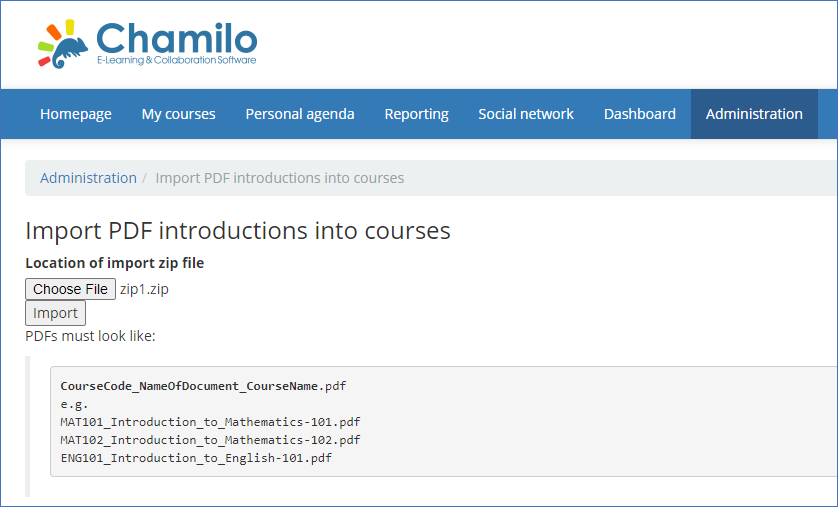 Chamilo
E-Learning & Collaboration Software
Homepage My courses Personal agenda Reporting Social network Dashboard Administration
Administration / Import PDF introductions into courses
Import PDF introductions into courses
Location of import zip file
Choose File zip1.zip
Import
PDFs must look like:
CourseCode_NameOfDocument_CourseName.pdf
e.g.
MAT101_Introduction_to_Mathematics-101.pdf
MAT102_Introduction_to_Mathematics-102.pdf
ENG101_Introduction_to_English-101.pdf